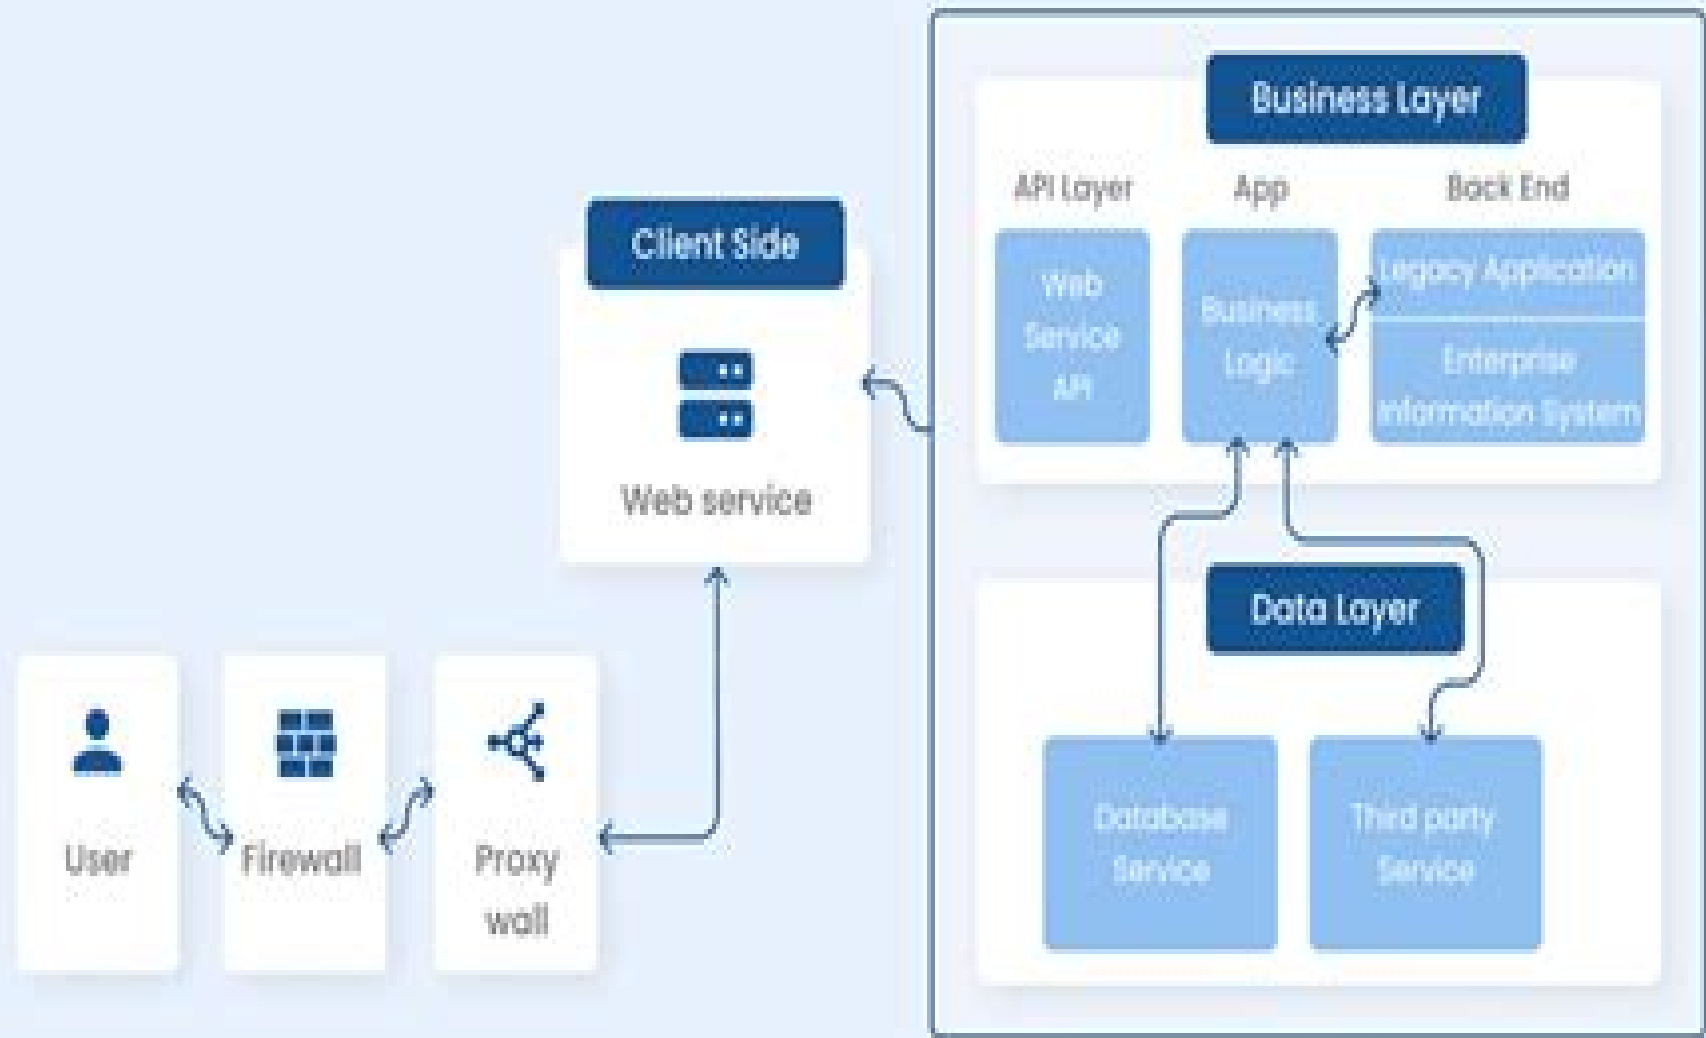 Business Layer
API Layer
App
Back End
Client Side
Web
Service
API
Business
Logic
Legacy Application
Enterprise
Information System
Web service
Data Layer
User
Firewall
Proxy
wall
Database
Service
Third party
Service